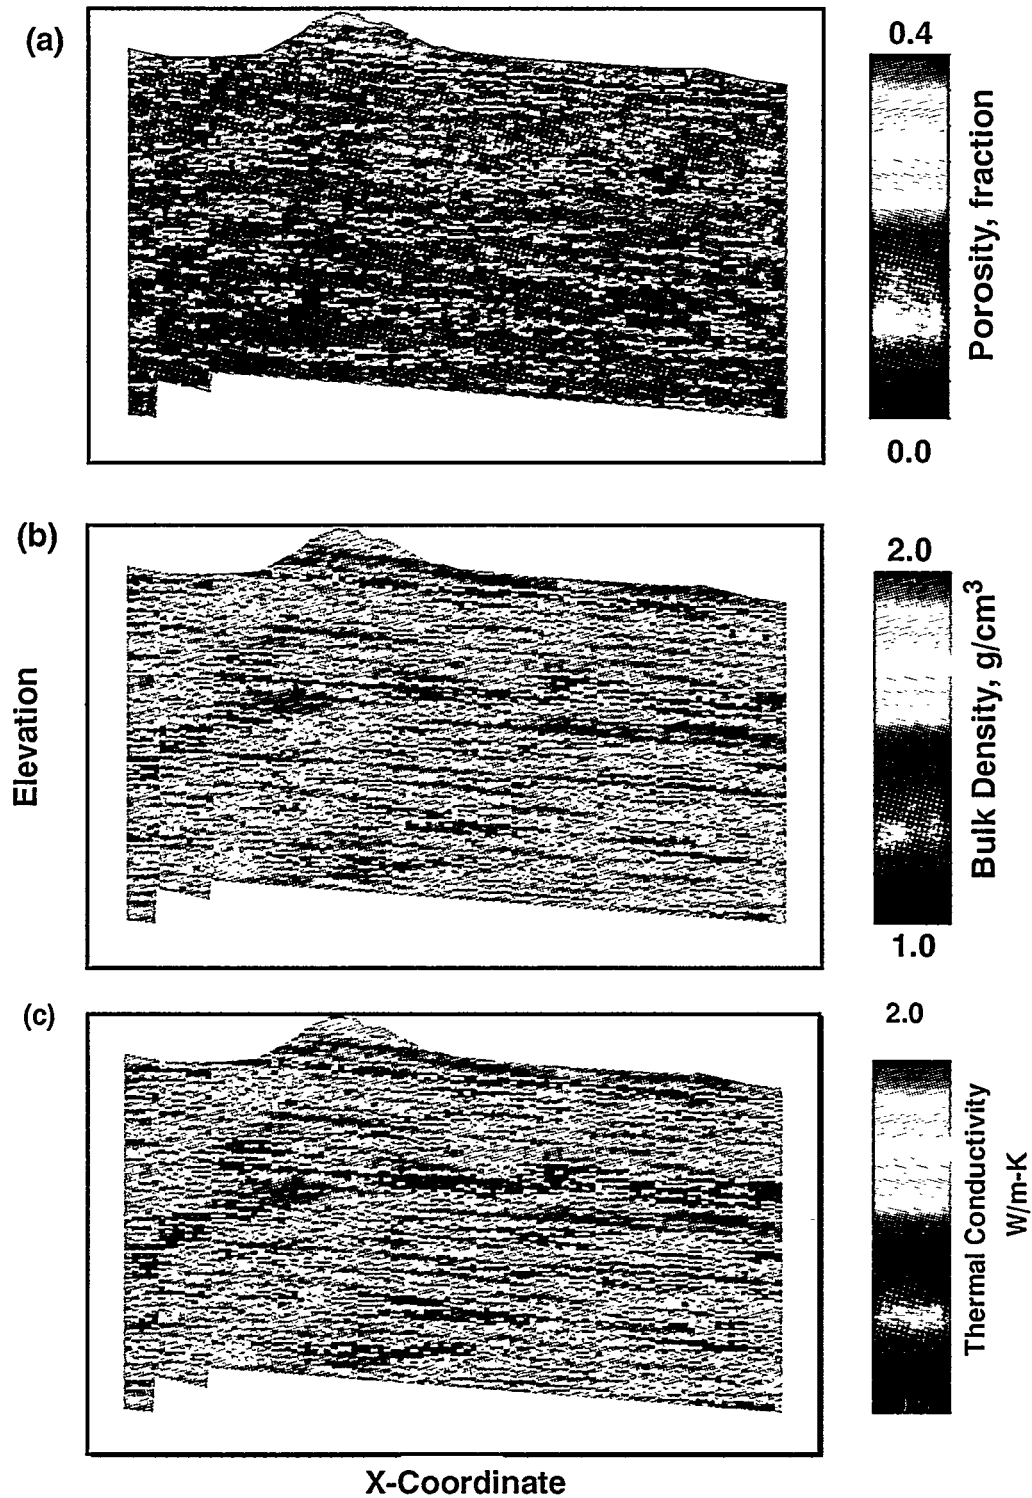 (a)
0.4
Porosity, fraction
0.0
(b)
2.0
Bulk Density, g/cm³
1.0
Elevation
(c)
2.0
Thermal Conductivity
W/m-K
X-Coordinate